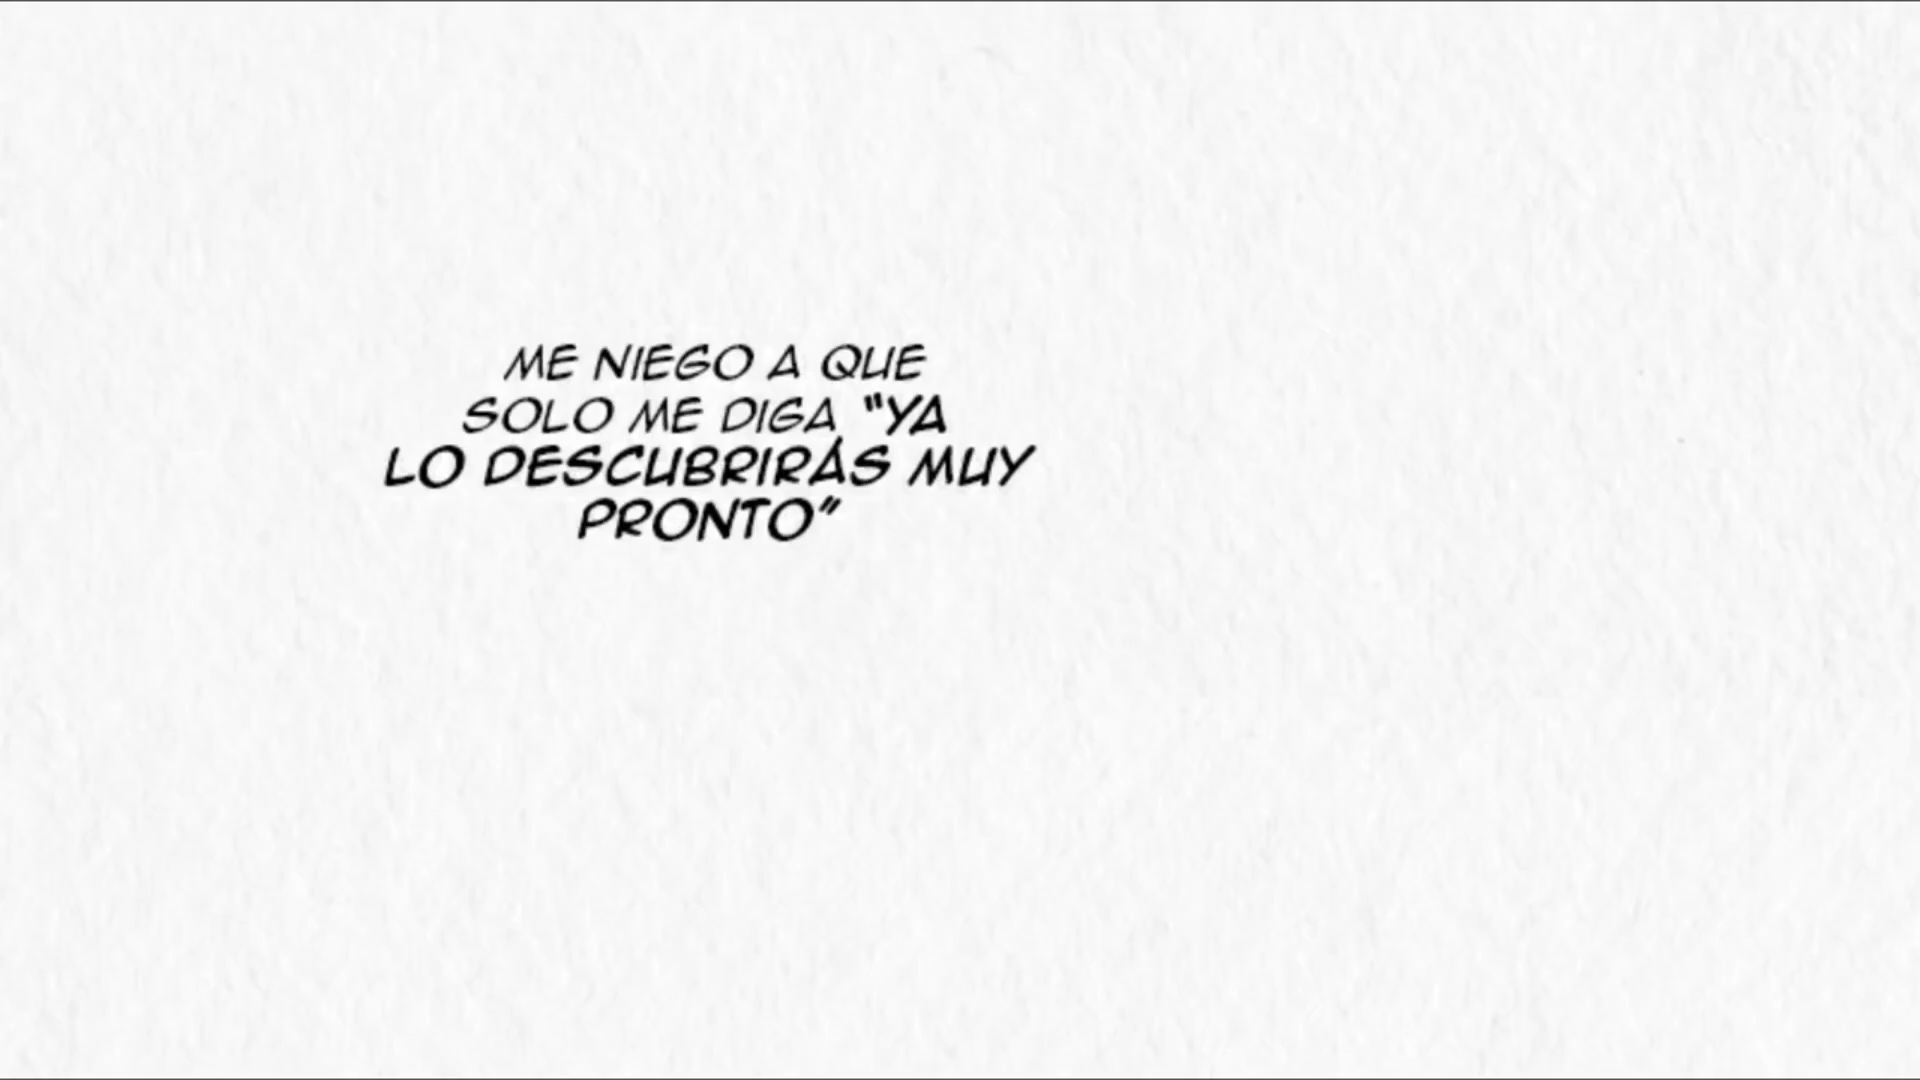 ME NIEGO A QUE
SOLO ME DIGA "YA
LO DESCUBRIRÁS MUY
PRONTO"